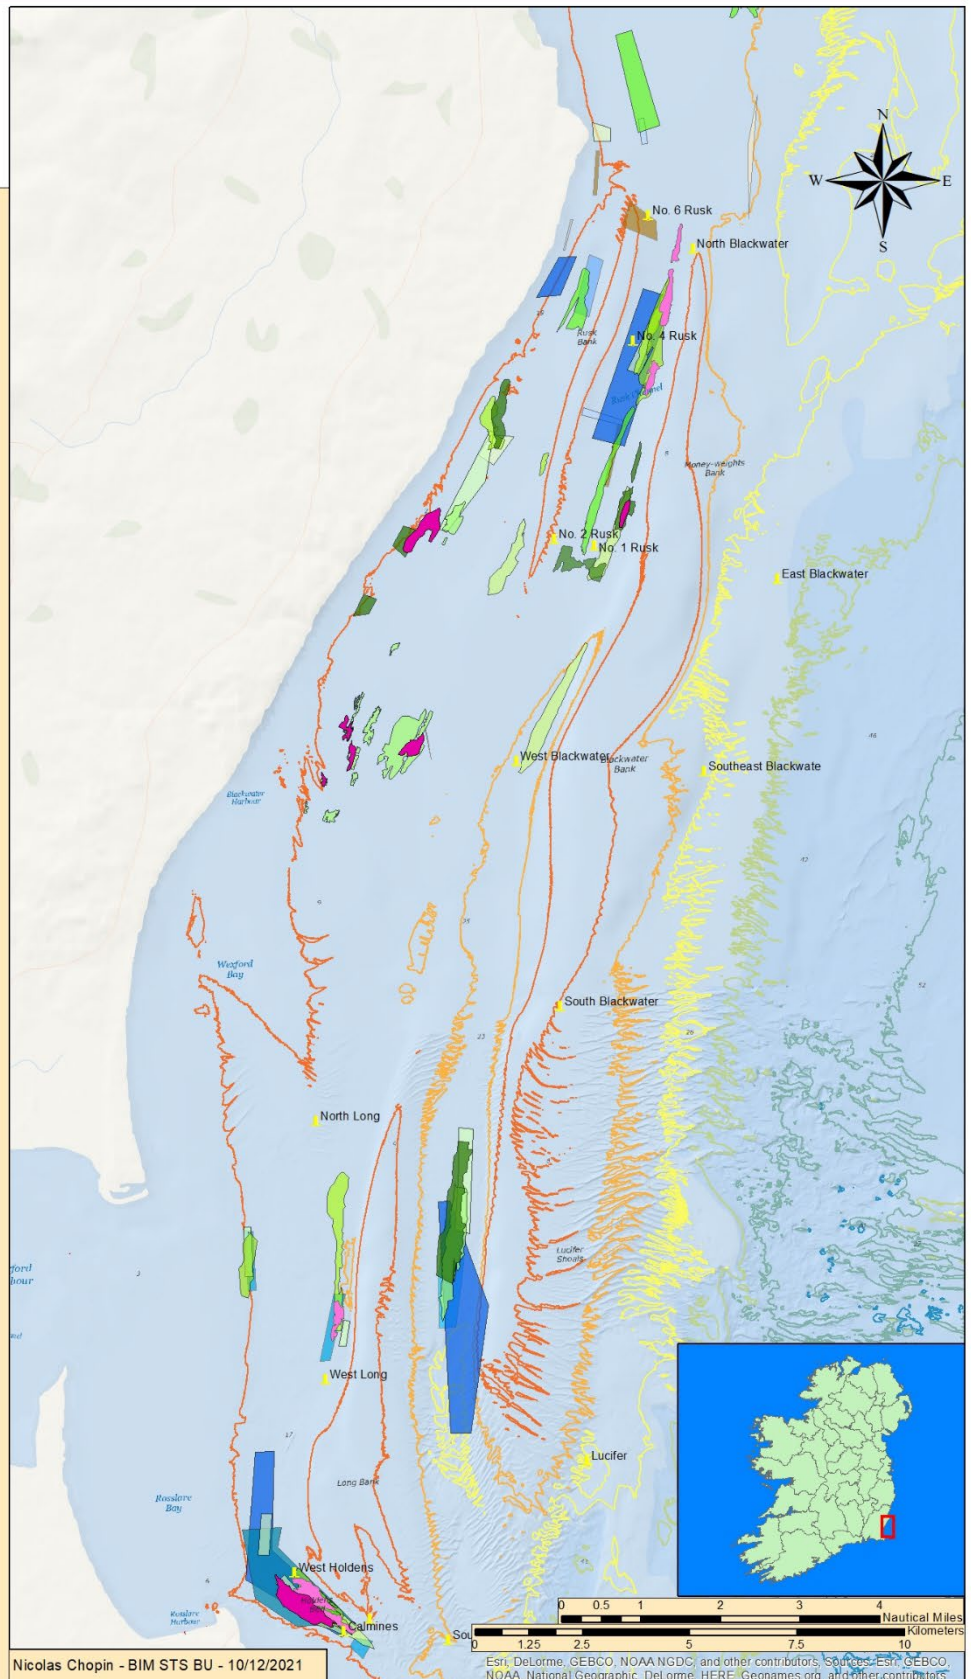 N
W
E
S
No. 6 Rusk
North Blackwater
Rusk
Bank
No. 4 Rusk
Rusk Channel
Money-weights
Bank
No. 2 Rusk
No. 1 Rusk
East Blackwater
West Blackwater
Blackwater
Bank
Southeast Blackwate
Blackwater
Harbour
Wexford
Bay
South Blackwater
North Long
Lucifer
Shoals
ford
bour
West Long
Lucifer
Long Bank
Rosslare
Bay
West Holdens
Calmines
Sou
Rosslare
Harbour
0 0.5 1 2 3 4
Nautical Miles
Kilometers
0 1.25 2.5 5 7.5 10
Nicolas Chopin - BIM STS BU - 10/12/2021
Esri, DeLorme, GEBCO, NOAA NGDC, and other contributors, Sources: Esri, GEBCO,
NOAA, National Geographic, DeLorme, HERE, Geonames.org, and other contributors